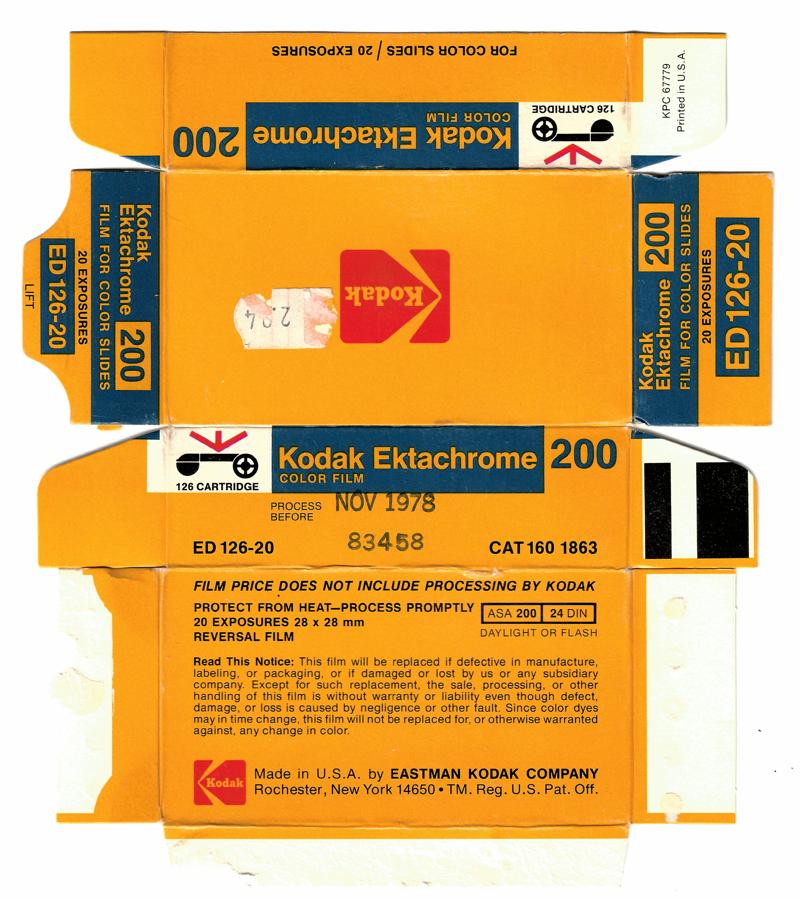 FOR COLOR SLIDES / 20 EXPOSURES
KPC 67779
Printed in U.S.A.
126 CARTRIDGE
Kodak Ektachrome 200
COLOR FILM
Kodak
Ektachrome 200
FILM FOR COLOR SLIDES
20 EXPOSURES
ED 126-20
LIFT
Kodak
2.94
Kodak
Ektachrome 200
FILM FOR COLOR SLIDES
20 EXPOSURES
ED 126-20
126 CARTRIDGE
Kodak Ektachrome 200
COLOR FILM
PROCESS
BEFORE
NOV 1978
83458
ED 126-20
CAT 160 1863
FILM PRICE DOES NOT INCLUDE PROCESSING BY KODAK
PROTECT FROM HEAT—PROCESS PROMPTLY
20 EXPOSURES 28 x 28 mm
REVERSAL FILM
ASA 200 24 DIN
DAYLIGHT OR FLASH
Read This Notice: This film will be replaced if defective in manufacture,
labeling, or packaging, or if damaged or lost by us or any subsidiary
company. Except for such replacement, the sale, processing, or other
handling of this film is without warranty or liability even though defect,
damage, or loss is caused by negligence or other fault. Since color dyes
may in time change, this film will not be replaced for, or otherwise warranted
against, any change in color.
Kodak
Made in U.S.A. by EASTMAN KODAK COMPANY
Rochester, New York 14650 • TM. Reg. U.S. Pat. Off.